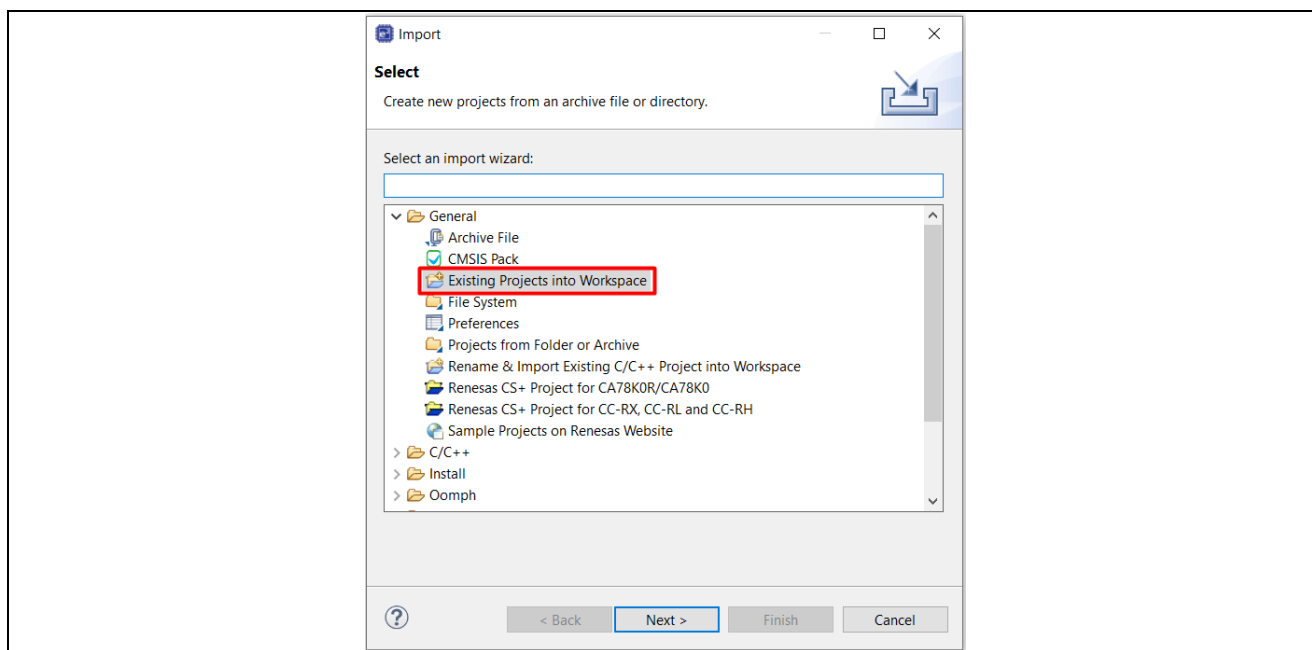 Import
Select
Create new projects from an archive file or directory.
Select an import wizard:
General
Archive File
CMSIS Pack
Existing Projects into Workspace
File System
Preferences
Projects from Folder or Archive
Rename & Import Existing C/C++ Project into Workspace
Renesas CS+ Project for CA78K0R/CA78K0
Renesas CS+ Project for CC-RX, CC-RL and CC-RH
Sample Projects on Renesas Website
C/C++
Install
Oomph
? < Back Next > Finish Cancel